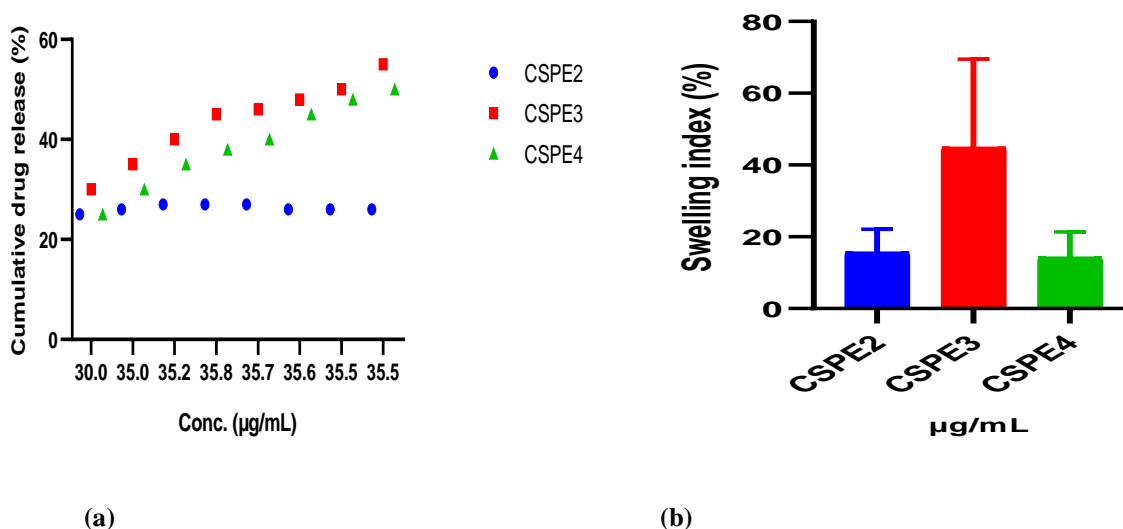 Cumulative drug release (%)
60
40
20
0
30.0 35.0 35.2 35.8 35.7 35.6 35.5 35.5
Conc. (µg/mL)
CSPE2
CSPE3
CSPE4
(a)
Swelling index (%)
80
60
40
20
0
CSPE2 CSPE3 CSPE4
µg/mL
(b)